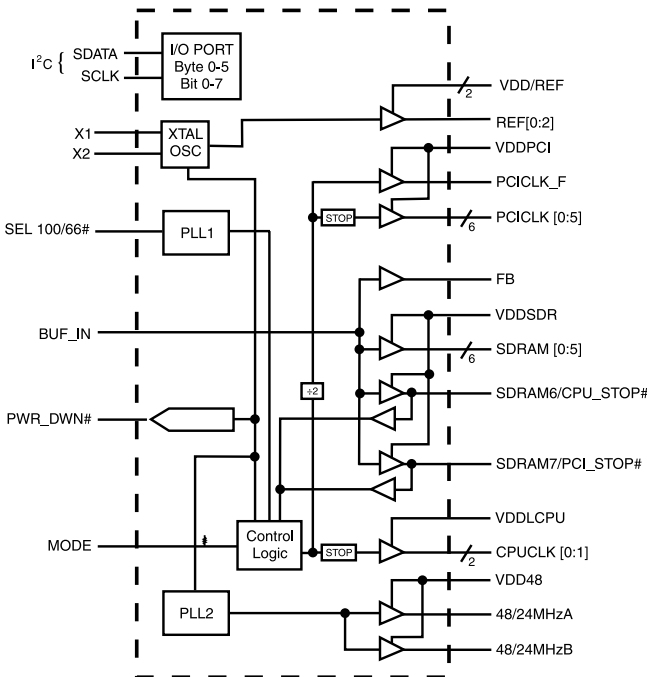 I²C { SDATA
SCLK
I/O PORT
Byte 0-5
Bit 0-7
VDD/REF
2
REF[0:2]
X1
X2
XTAL
OSC
VDDPCI
PCICLK_F
STOP
PCICLK [0:5]
6
SEL 100/66#
PLL1
FB
BUF_IN
VDDSDR
SDRAM [0:5]
6
÷2
SDRAM6/CPU_STOP#
PWR_DWN#
SDRAM7/PCI_STOP#
MODE
Control
Logic
VDDLCPU
STOP
CPUCLK [0:1]
2
VDD48
PLL2
48/24MHzA
48/24MHzB